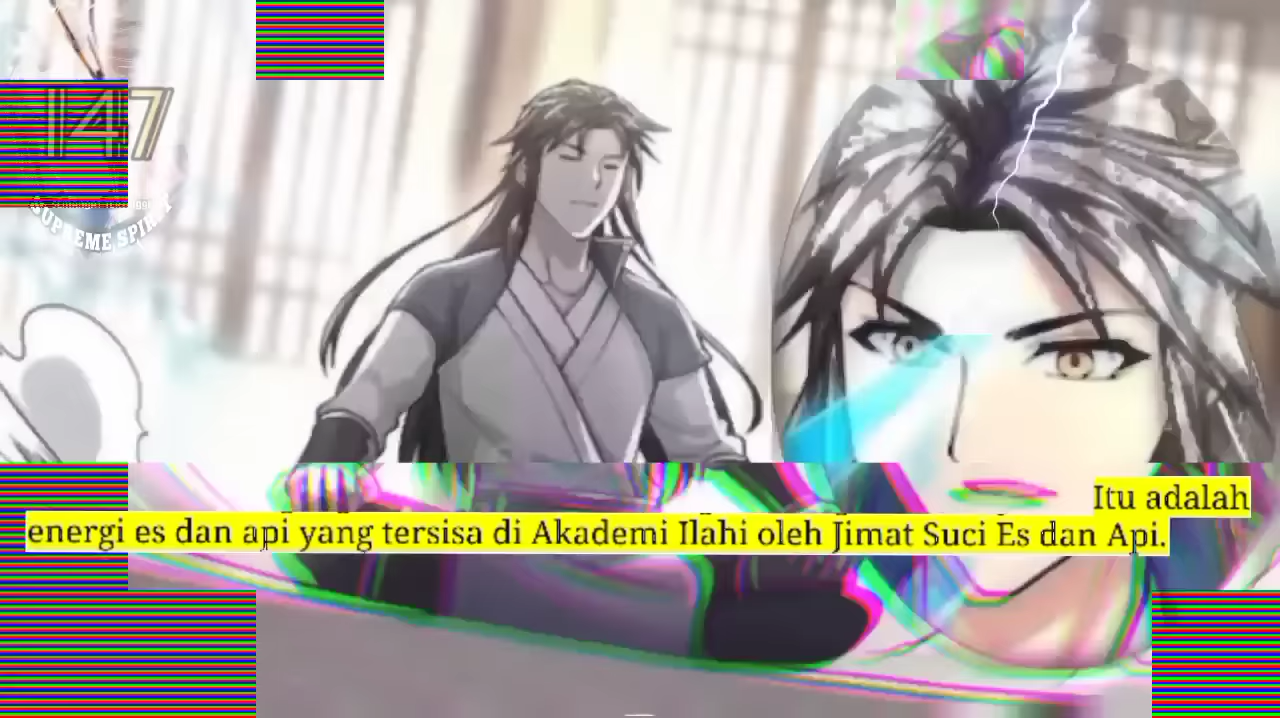 147
SUPREME SPIRIT
Itu adalah
energi es dan api yang tersisa di Akademi Ilahi oleh Jimat Suci Es dan Api.